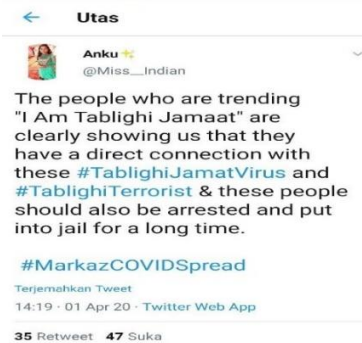 Utas
Anku
@Miss__Indian
The people who are trending
"I Am Tablighi Jamaat" are
clearly showing us that they
have a direct connection with
these #TablighiJamatVirus and
#TablighiTerrorist & these people
should also be arrested and put
into jail for a long time.
#MarkazCOVIDSpread
Terjemahkan Tweet
14:19 · 01 Apr 20 · Twitter Web App
35 Retweet 47 Suka